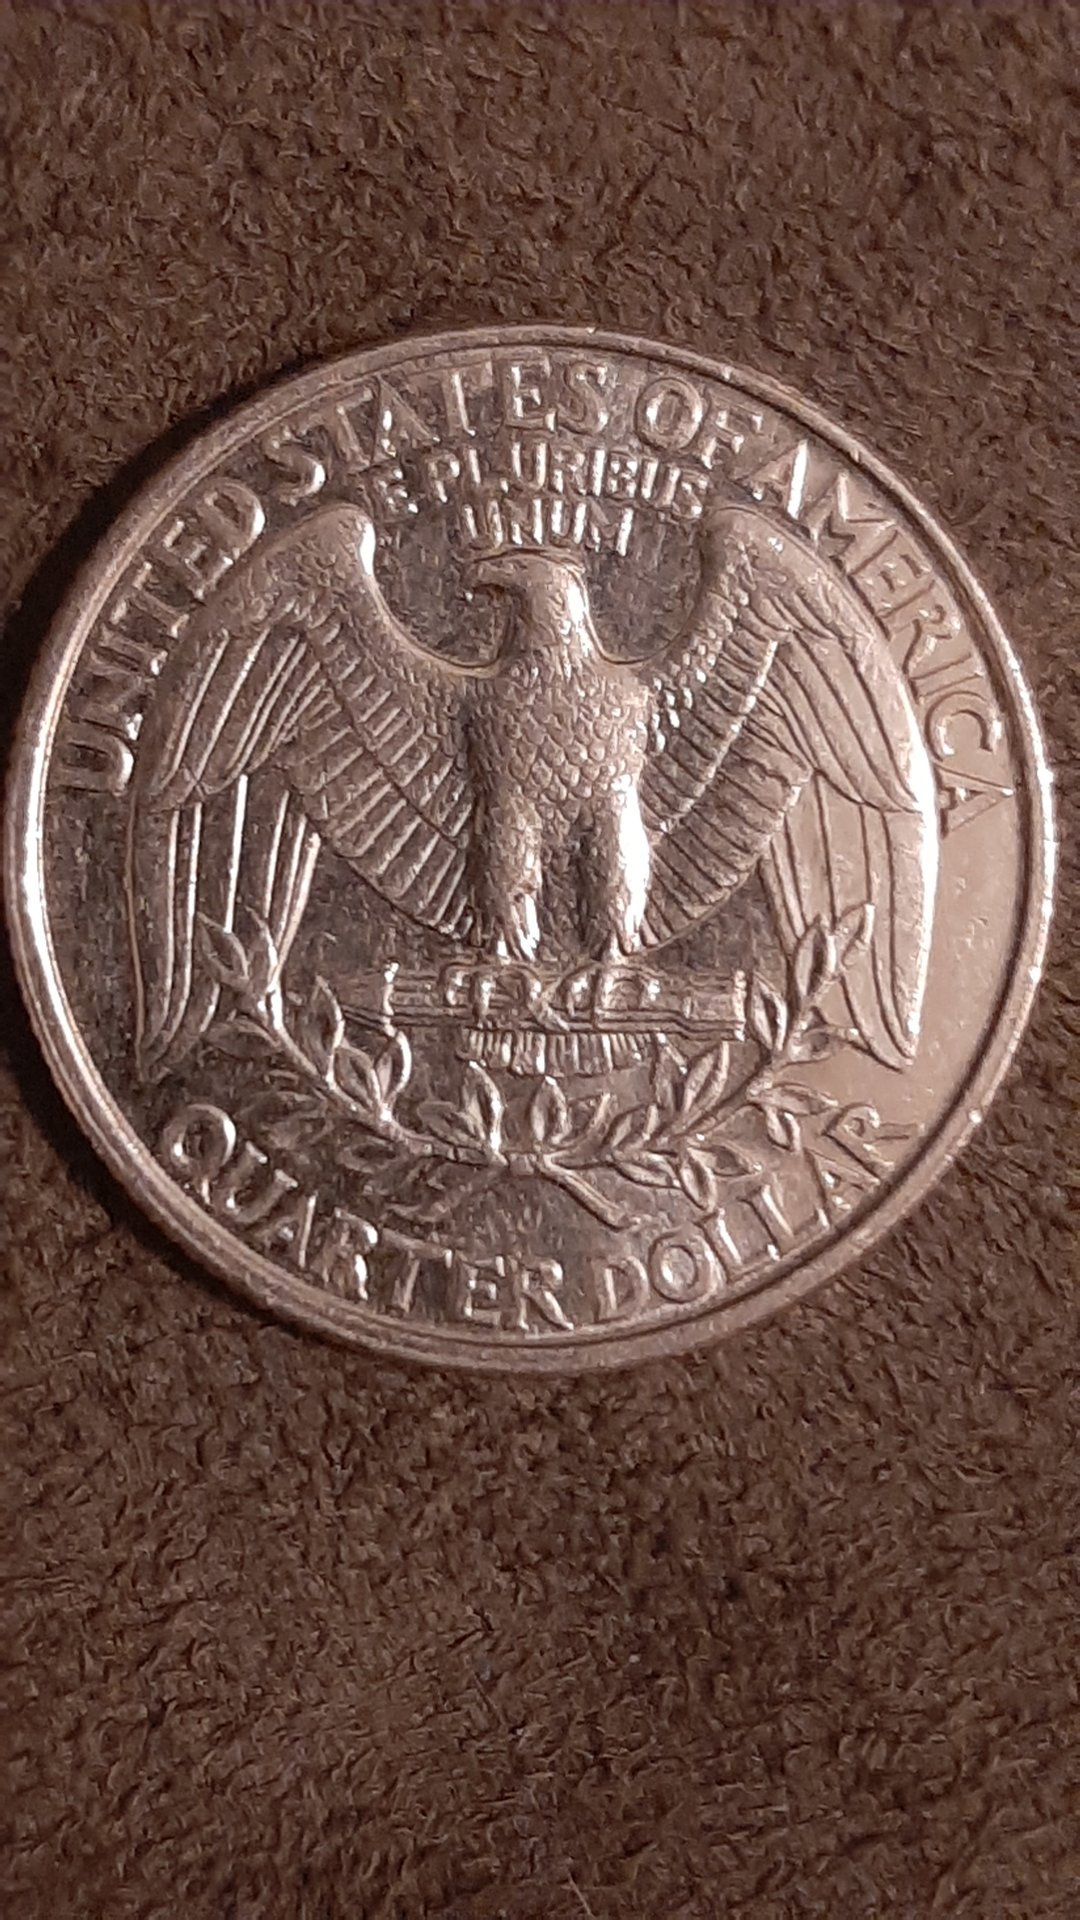 UNITED STATES OF AMERICA
E PLURIBUS
UNUM
QUARTER DOLLAR